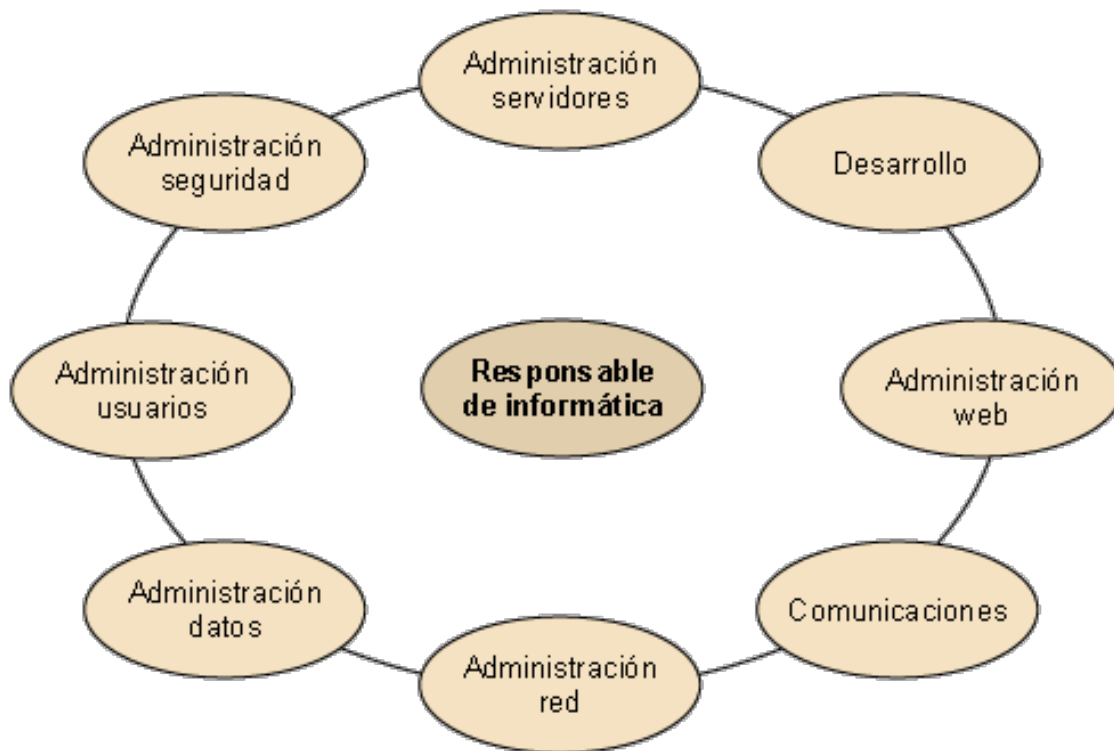 Administración
servidores
Administración
seguridad
Desarrollo
Administración
usuarios
Responsable
de informática
Administración
web
Administración
datos
Comunicaciones
Administración
red